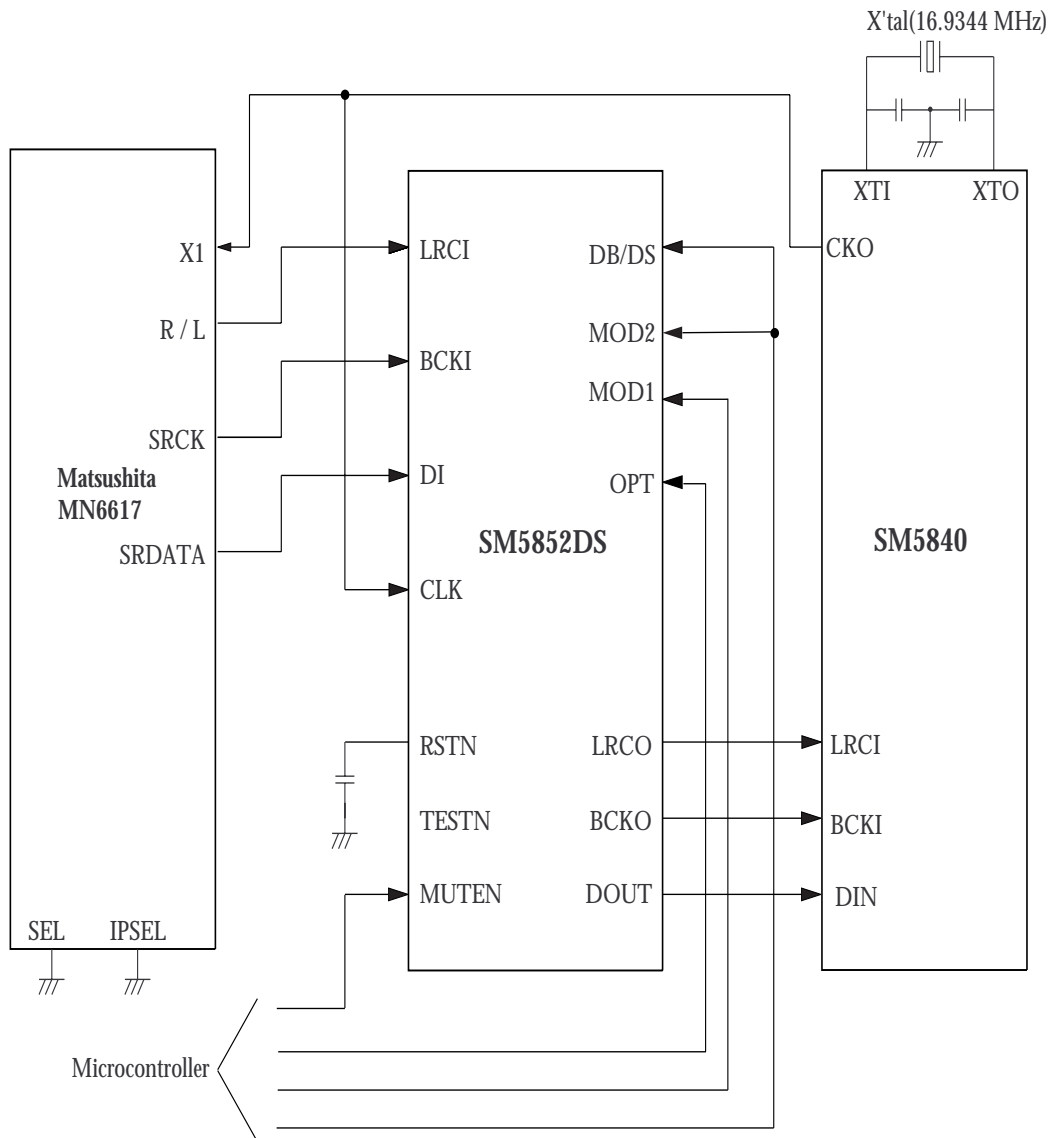 X'tal(16.9344 MHz)
XTI
XTO
X1
LRCI
DB/DS
CKO
R / L
MOD2
BCKI
MOD1
SRCK
Matsushita
MN6617
DI
OPT
SM5852DS
SM5840
SRDATA
CLK
RSTN
LRCO
LRCI
TESTN
BCKO
BCKI
MUTEN
DOUT
DIN
SEL
IPSEL
Microcontroller